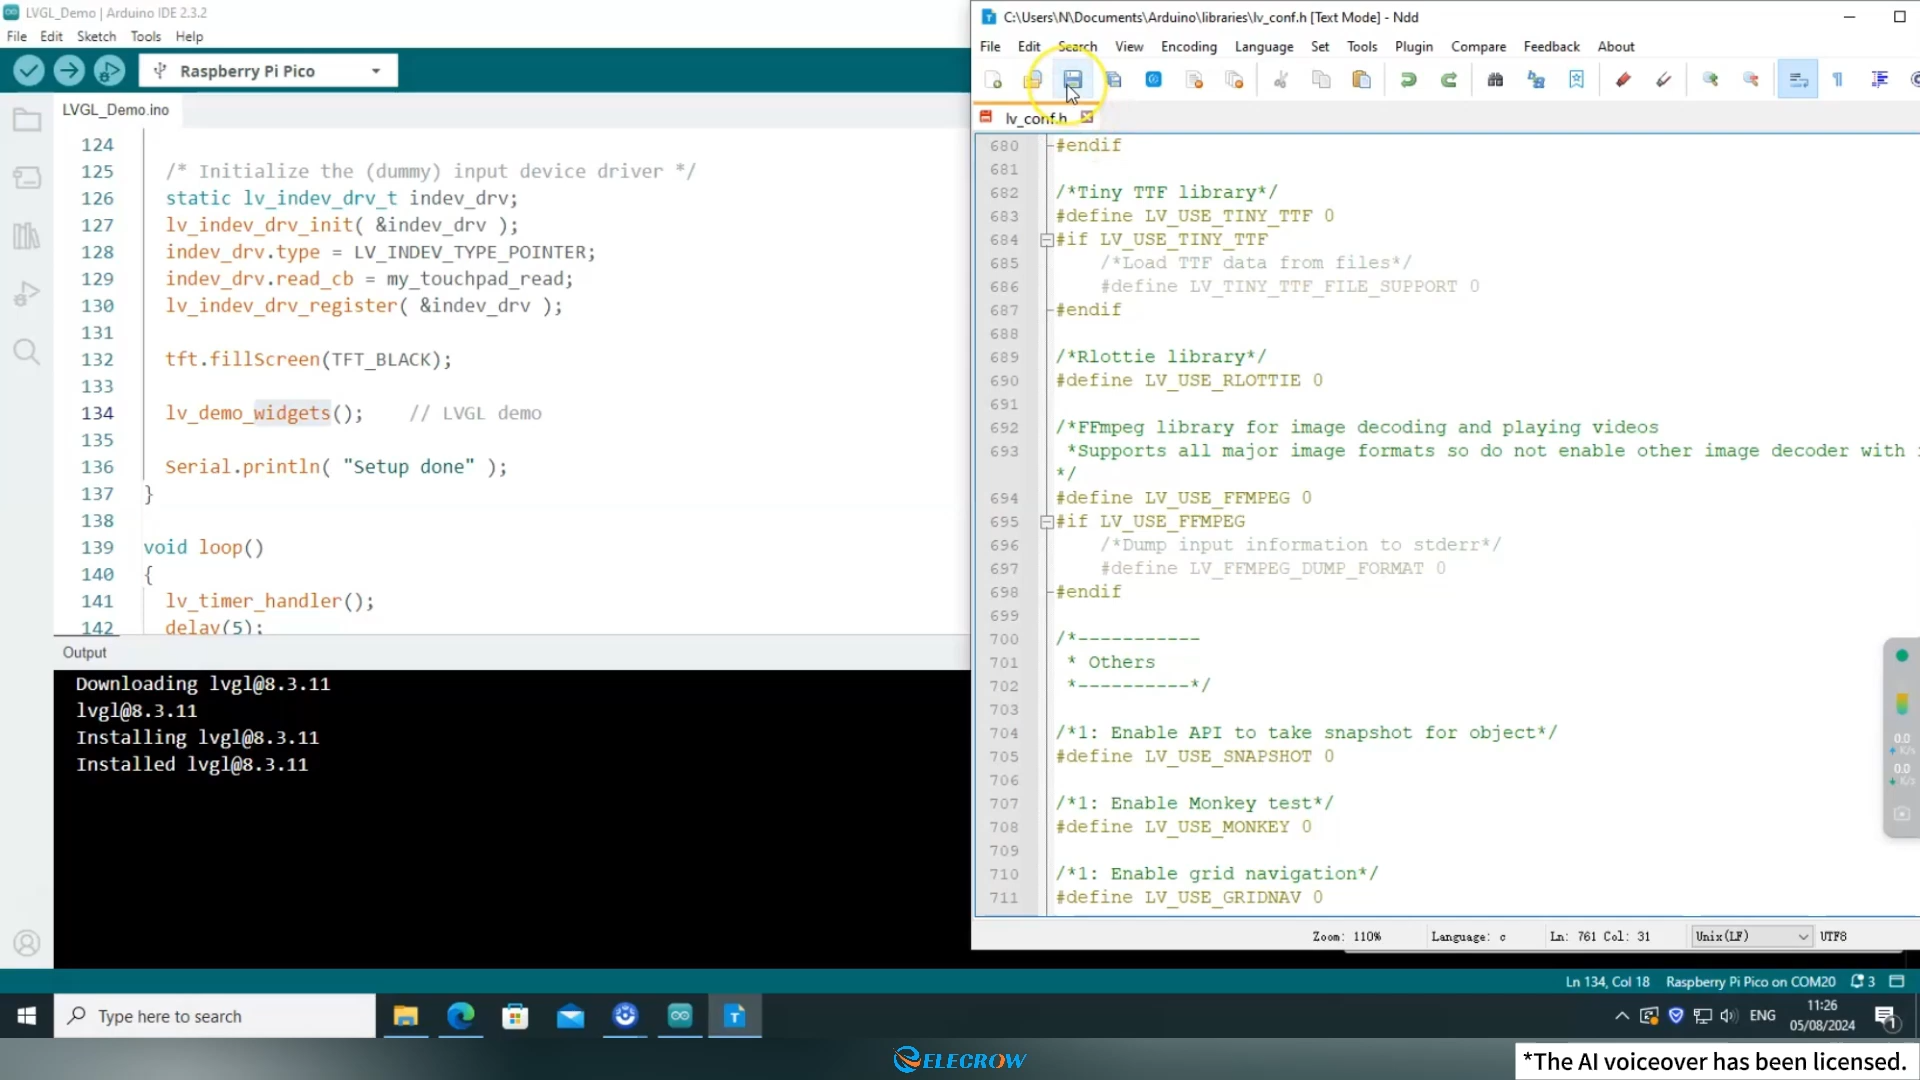 LVGL_Demo | Arduino IDE 2.3.2
File Edit Sketch Tools Help
Raspberry Pi Pico
LVGL_Demo.ino
124
125 /* Initialize the (dummy) input device driver */
126 static lv_indev_drv_t indev_drv;
127 lv_indev_drv_init( &indev_drv );
128 indev_drv.type = LV_INDEV_TYPE_POINTER;
129 indev_drv.read_cb = my_touchpad_read;
130 lv_indev_drv_register( &indev_drv );
131
132 tft.fillScreen(TFT_BLACK);
133
134 lv_demo_widgets(); // LVGL demo
135
136 Serial.println( "Setup done" );
137 }
138
139 void loop()
140 {
141 lv_timer_handler();
142 delay(5);
Output
Downloading lvgl@8.3.11
lvgl@8.3.11
Installing lvgl@8.3.11
Installed lvgl@8.3.11
C:\Users\N\Documents\Arduino\libraries\lv_conf.h [Text Mode] - Ndd
File Edit Search View Encoding Language Set Tools Plugin Compare Feedback About
lv_conf.h
680 #endif
681
682 /*Tiny TTF library*/
683 #define LV_USE_TINY_TTF 0
684 #if LV_USE_TINY_TTF
685 /*Load TTF data from files*/
686 #define LV_TINY_TTF_FILE_SUPPORT 0
687 #endif
688
689 /*Rlottie library*/
690 #define LV_USE_RLOTTIE 0
691
692 /*FFmpeg library for image decoding and playing videos
693 *Supports all major image formats so do not enable other image decoder with
*/
694 #define LV_USE_FFMPEG 0
695 #if LV_USE_FFMPEG
696 /*Dump input information to stderr*/
697 #define LV_FFMPEG_DUMP_FORMAT 0
698 #endif
699
700 /*-----------
701 * Others
702 *----------*/
703
704 /*1: Enable API to take snapshot for object*/
705 #define LV_USE_SNAPSHOT 0
706
707 /*1: Enable Monkey test*/
708 #define LV_USE_MONKEY 0
709
710 /*1: Enable grid navigation*/
711 #define LV_USE_GRIDNAV 0
Zoom: 110% Language: c Ln: 761 Col: 31 Unix(LF) UTF8
0.0
K/s
0.0
K/s
Ln 134, Col 18 Raspberry Pi Pico on COM20 3
Type here to search
ENG
11:26
05/08/2024
1
ELECROW
*The AI voiceover has been licensed.